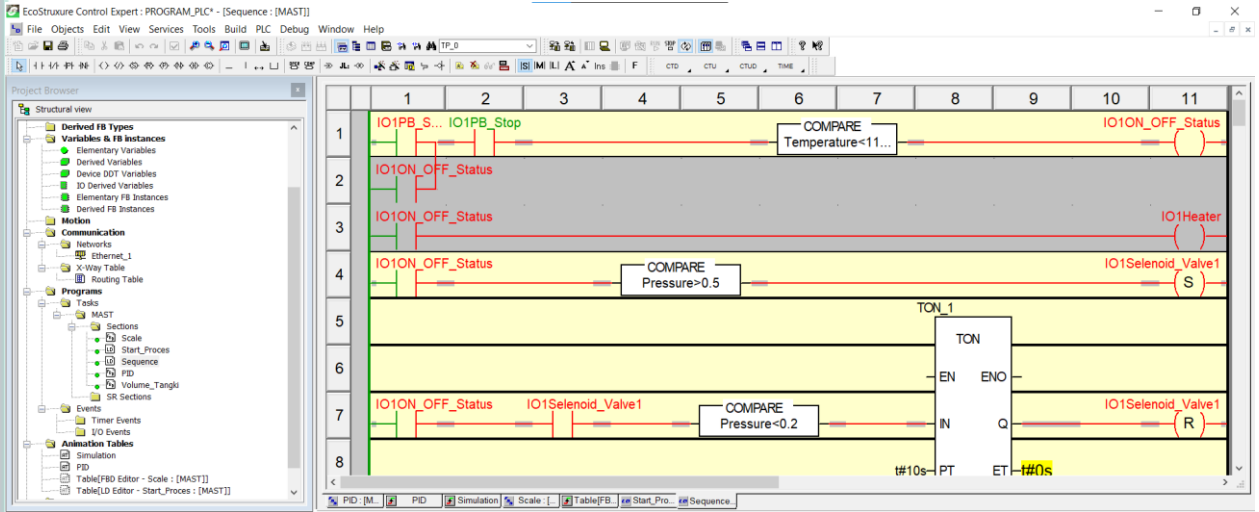 EcoStruxure Control Expert : PROGRAM_PLC* - [Sequence : [MAST]]
File Edit View Services Tools Build PLC Debug Window Help
TP_0
Ins F CTD CTU CTUD TIME
Project Browser
Structural view
Derived FB Types
Variables & FB instances
Elementary Variables
Derived Variables
Device DDT Variables
IO Derived Variables
Elementary FB Instances
Derived FB Instances
Motion
Communication
Networks
Ethernet_1
X-Way Table
Routing Table
Programs
Tasks
MAST
Sections
Scale
Start_Proces
Sequence
PID
Volume_Tangki
SR Sections
Events
Timer Events
I/O Events
Animation Tables
Simulation
PID
Table[FBD Editor - Scale : [MAST]]
Table[LD Editor - Start_Proces : [MAST]]
1 2 3 4 5 6 7 8 9 10 11
IO1PB_S... IO1PB_Stop COMPARE IO1ON_OFF_Status
1 Temperature<11...
IO1ON_OFF_Status
2
IO1ON_OFF_Status IO1Heater
3
IO1ON_OFF_Status COMPARE IO1Selenoid_Valve1
4 Pressure>0.5 S
TON_1
5
TON
6 EN ENO
IO1ON_OFF_Status IO1Selenoid_Valve1 COMPARE IO1Selenoid_Valve1
7 Pressure<0.2 IN Q R
8 t#10s PT ET t#0s
PID : [M... PID Simulation Scale : [... Table[FB... Start_Pro... Sequence...